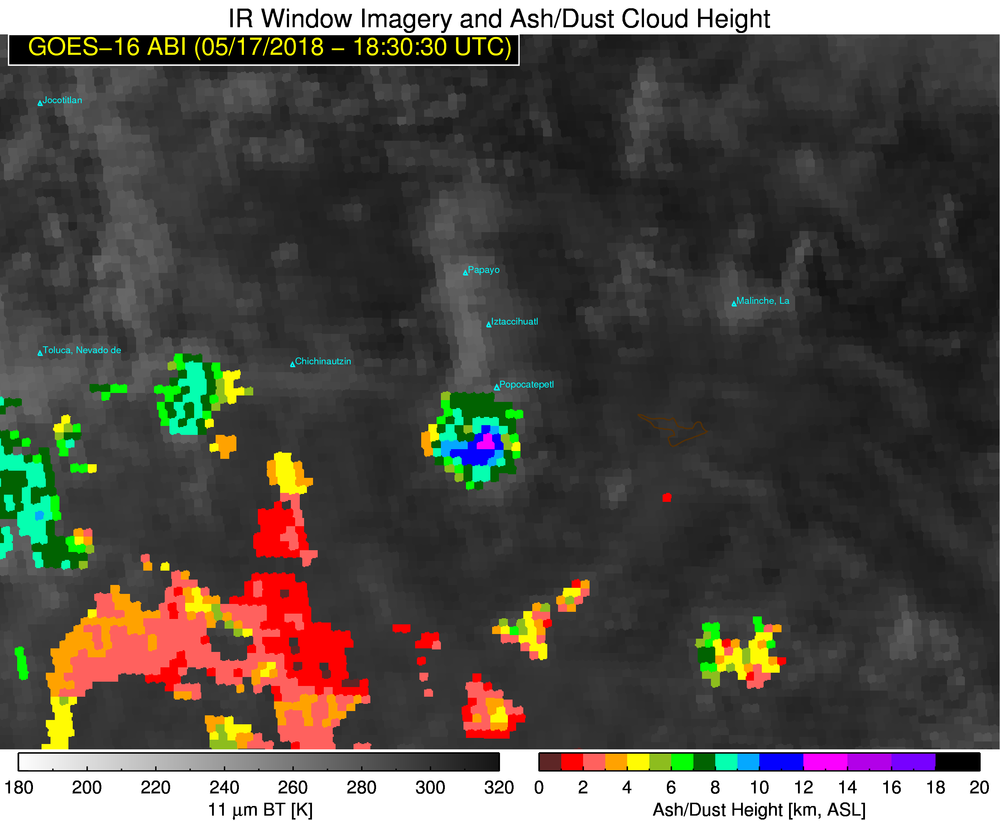 IR Window Imagery and Ash/Dust Cloud Height
GOES−16 ABI (05/17/2018 − 18:30:30 UTC)
Jocotitlan
Papayo
Malinche, La
Iztaccihuatl
Toluca, Nevado de
Chichinautzin
Popocatepetl
180 200 220 240 260 280 300 320
11 μm BT [K]
0 2 4 6 8 10 12 14 16 18 20
Ash/Dust Height [km, ASL]